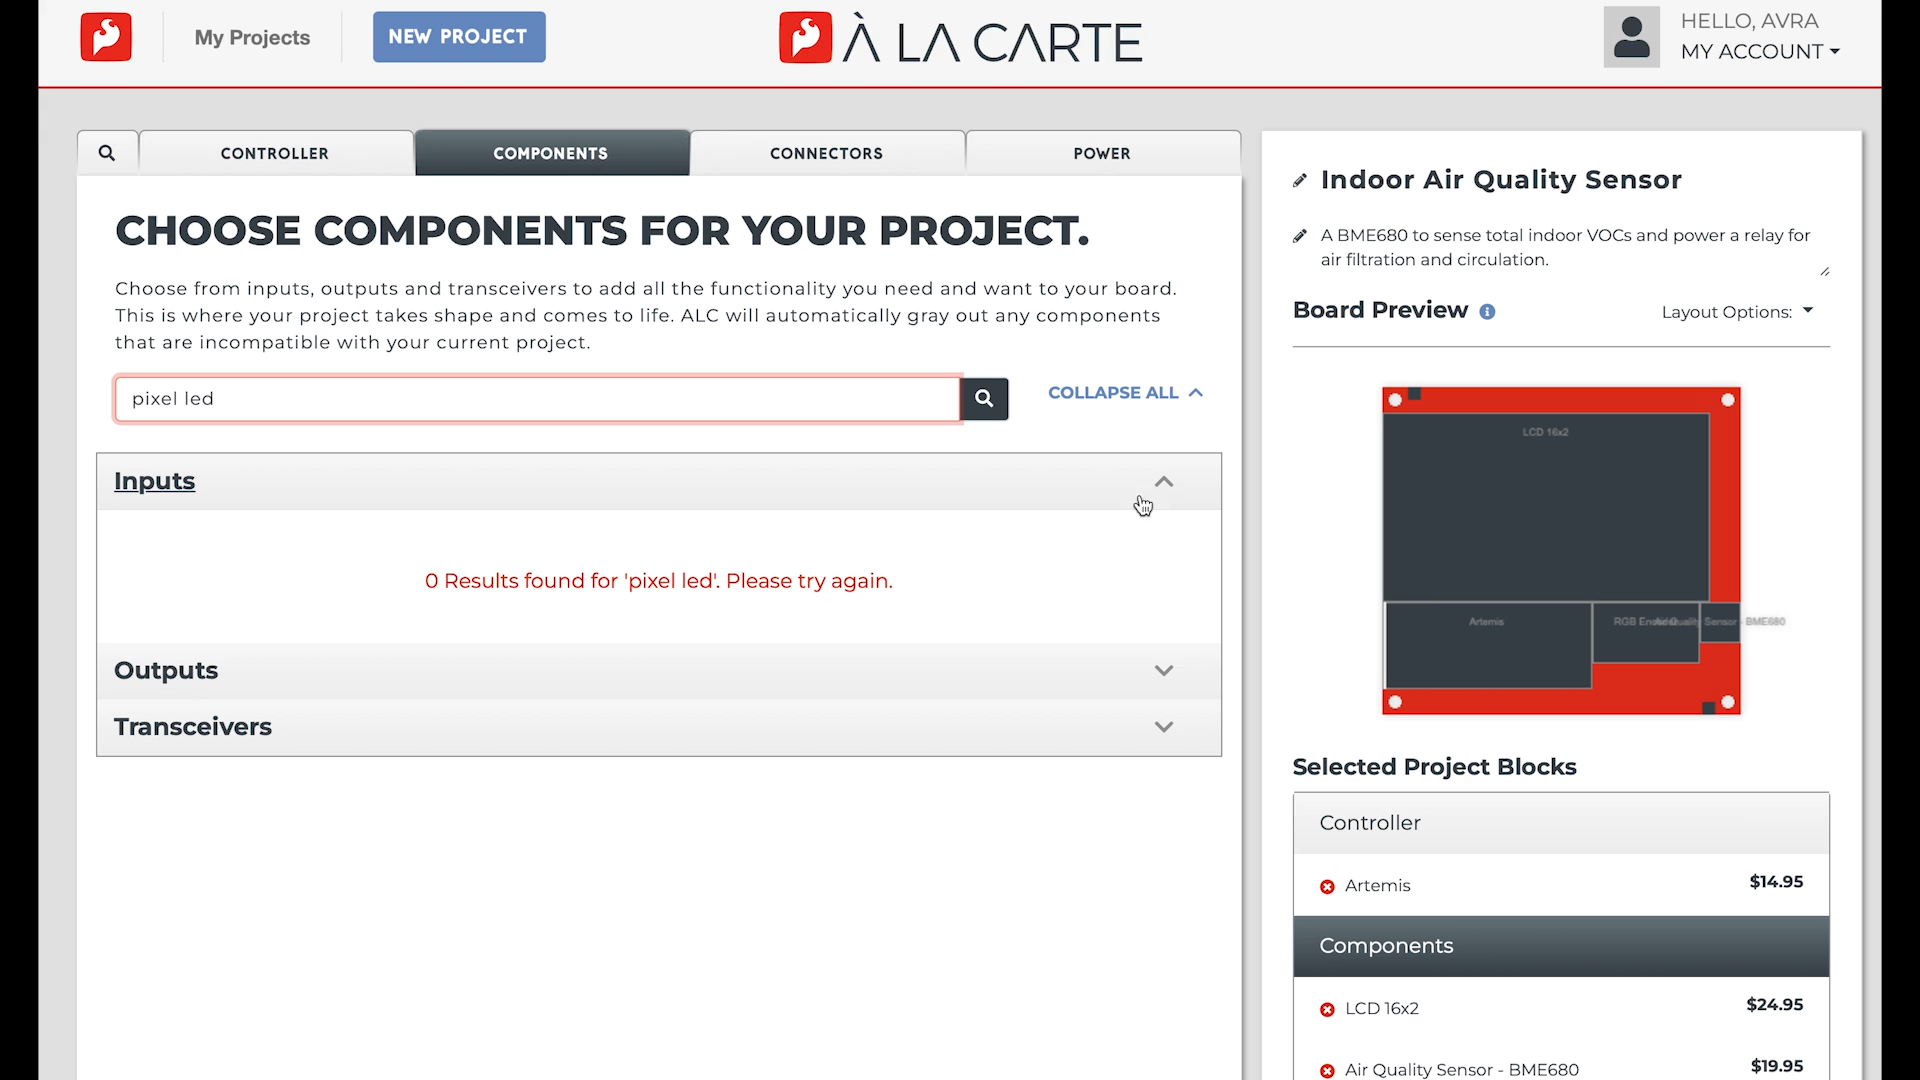 My Projects
NEW PROJECT
À LA CARTE
HELLO, AVRA
MY ACCOUNT
CONTROLLER
COMPONENTS
CONNECTORS
POWER
CHOOSE COMPONENTS FOR YOUR PROJECT.
Choose from inputs, outputs and transceivers to add all the functionality you need and want to your board.
This is where your project takes shape and comes to life. ALC will automatically gray out any components
that are incompatible with your current project.
pixel led
COLLAPSE ALL
Inputs
0 Results found for 'pixel led'. Please try again.
Outputs
Transceivers
Indoor Air Quality Sensor
A BME680 to sense total indoor VOCs and power a relay for
air filtration and circulation.
Board Preview
Layout Options:
LCD 16x2
Artemis
RGB
Sensor - BME680
Selected Project Blocks
Controller
Artemis $14.95
Components
LCD 16x2 $24.95
Air Quality Sensor - BME680 $19.95